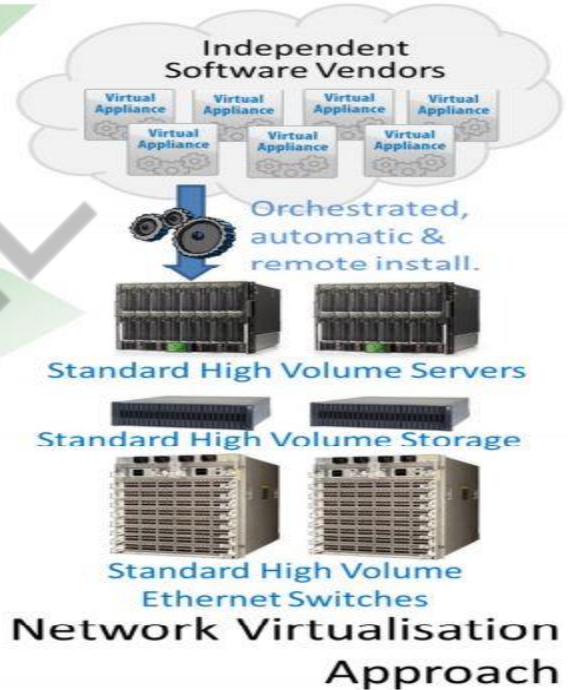 Independent
Software Vendors
Virtual Appliance
Virtual Appliance
Virtual Appliance
Virtual Appliance
Virtual Appliance
Virtual Appliance
Virtual Appliance
Orchestrated,
automatic &
remote install.
Standard High Volume Servers
Standard High Volume Storage
Standard High Volume
Ethernet Switches
Network Virtualisation
Approach